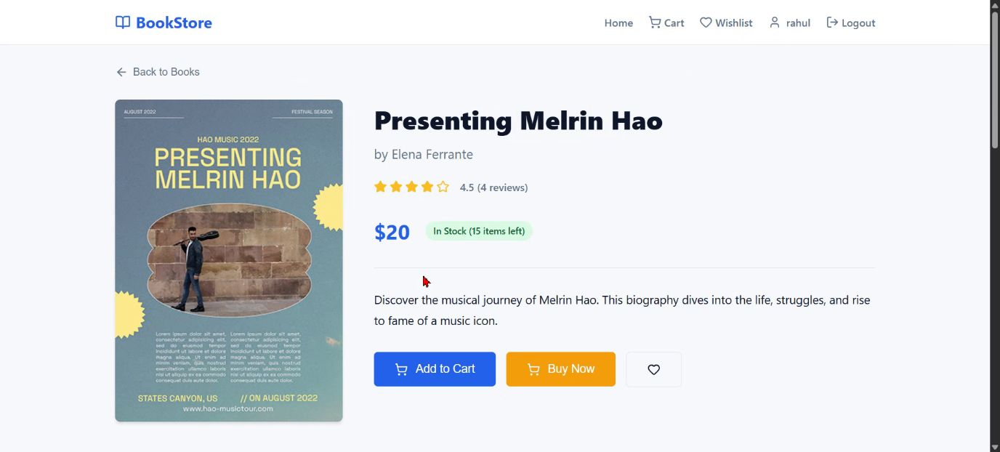 BookStore
Home
Cart
Wishlist
rahul
Logout
Back to Books
AUGUST 2022
FESTIVAL SEASON
HAO MUSIC 2022
PRESENTING
MELRIN HAO
Lorem ipsum dolor sit amet,
consectetur adipisicing elit,
sed do eiusmod tempor
incididunt ut labore et dolore
magna aliqua. Ut enim ad
minim veniam, quis nostrud
exercitation ullamco laboris
nisi ut aliquip ex ea commodo
consequat duis aute dolor.
Lorem ipsum dolor sit amet,
consectetur adipisicing elit,
sed do eiusmod tempor
incididunt ut labore et dolore
magna aliqua. Ut enim ad
minim veniam, quis nostrud
exercitation ullamco laboris
nisi ut aliquip ex ea commodo
consequat duis aute dolor.
STATES CANYON, US
// ON AUGUST 2022
www.hao-musictour.com
Presenting Melrin Hao
by Elena Ferrante
4.5 (4 reviews)
$20
In Stock (15 items left)
Discover the musical journey of Melrin Hao. This biography dives into the life, struggles, and rise
to fame of a music icon.
Add to Cart
Buy Now